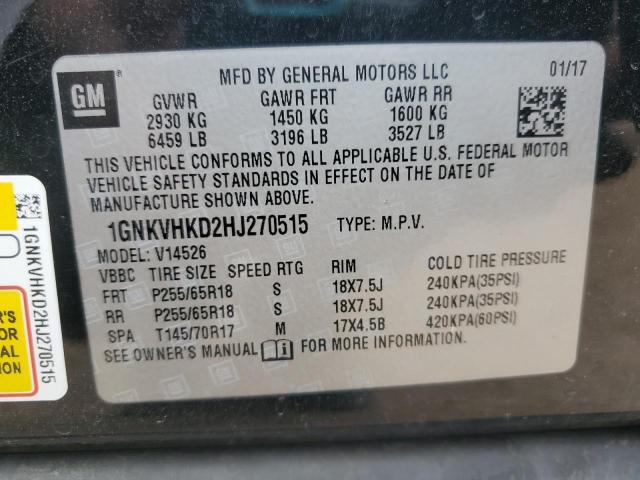 GM
MFD BY GENERAL MOTORS LLC 01/17
GVWR GAWR FRT GAWR RR
2930 KG 1450 KG 1600 KG
6459 LB 3196 LB 3527 LB
THIS VEHICLE CONFORMS TO ALL APPLICABLE U.S. FEDERAL MOTOR
VEHICLE SAFETY STANDARDS IN EFFECT ON THE DATE OF
MANUFACTURE SHOWN ABOVE.
1GNKVHKD2HJ270515 TYPE: M.P.V.
MODEL: V14526
VBBC TIRE SIZE SPEED RTG RIM COLD TIRE PRESSURE
FRT P255/65R18 S 18X7.5J 240KPA(35PSI)
RR P255/65R18 S 18X7.5J 240KPA(35PSI)
SPA T145/70R17 M 17X4.5B 420KPA(60PSI)
SEE OWNER'S MANUAL FOR MORE INFORMATION.
1GNKVHKD2HJ270515